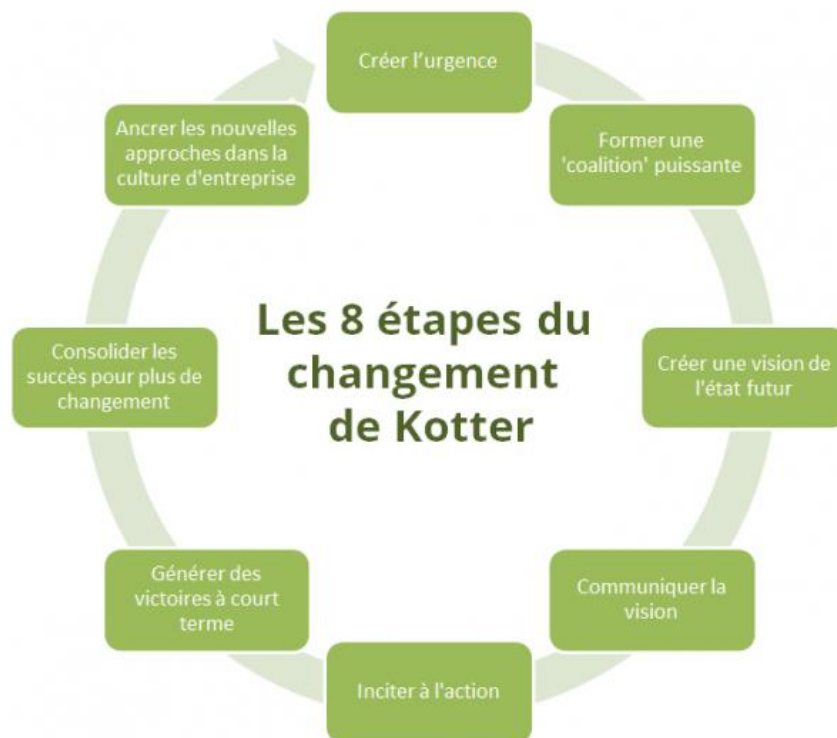 Créer l’urgence
Former une
'coalition' puissante
Créer une vision de
l'état futur
Communiquer la
vision
Inciter à l'action
Générer des
victoires à court
terme
Consolider les
succès pour plus de
changement
Ancrer les nouvelles
approches dans la
culture d'entreprise
Les 8 étapes du
changement
de Kotter